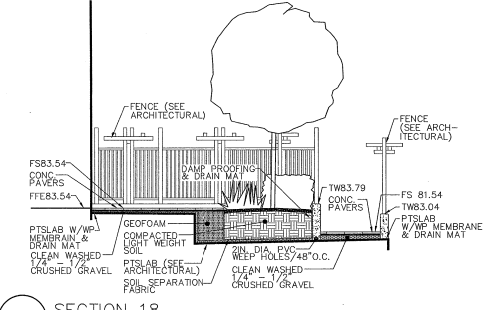 FENCE (SEE
ARCHITECTURAL)
FENCE
(SEE ARCH-
ITECTURAL)
FS83.54
CONC.
PAVERS
FFE83.54
DAMP PROOFING
& DRAIN MAT
TW83.79
CONC.
PAVERS
FS 81.54
TW83.04
PTSLAB
W/WP MEMBRANE
& DRAIN MAT
PTSLAB W/WP
MEMBRAIN &
DRAIN MAT
CLEAN WASHED
1/4" - 1/2"
CRUSHED GRAVEL
GEOFOAM
COMPACTED
LIGHT WEIGHT
SOIL
PTSLAB (SEE
ARCHITECTURAL)
SOIL SEPARATION
FABRIC
2IN. DIA. PVC
WEEP HOLES/48"O.C.
CLEAN WASHED
1/4" - 1/2"
CRUSHED GRAVEL
SECTION 18